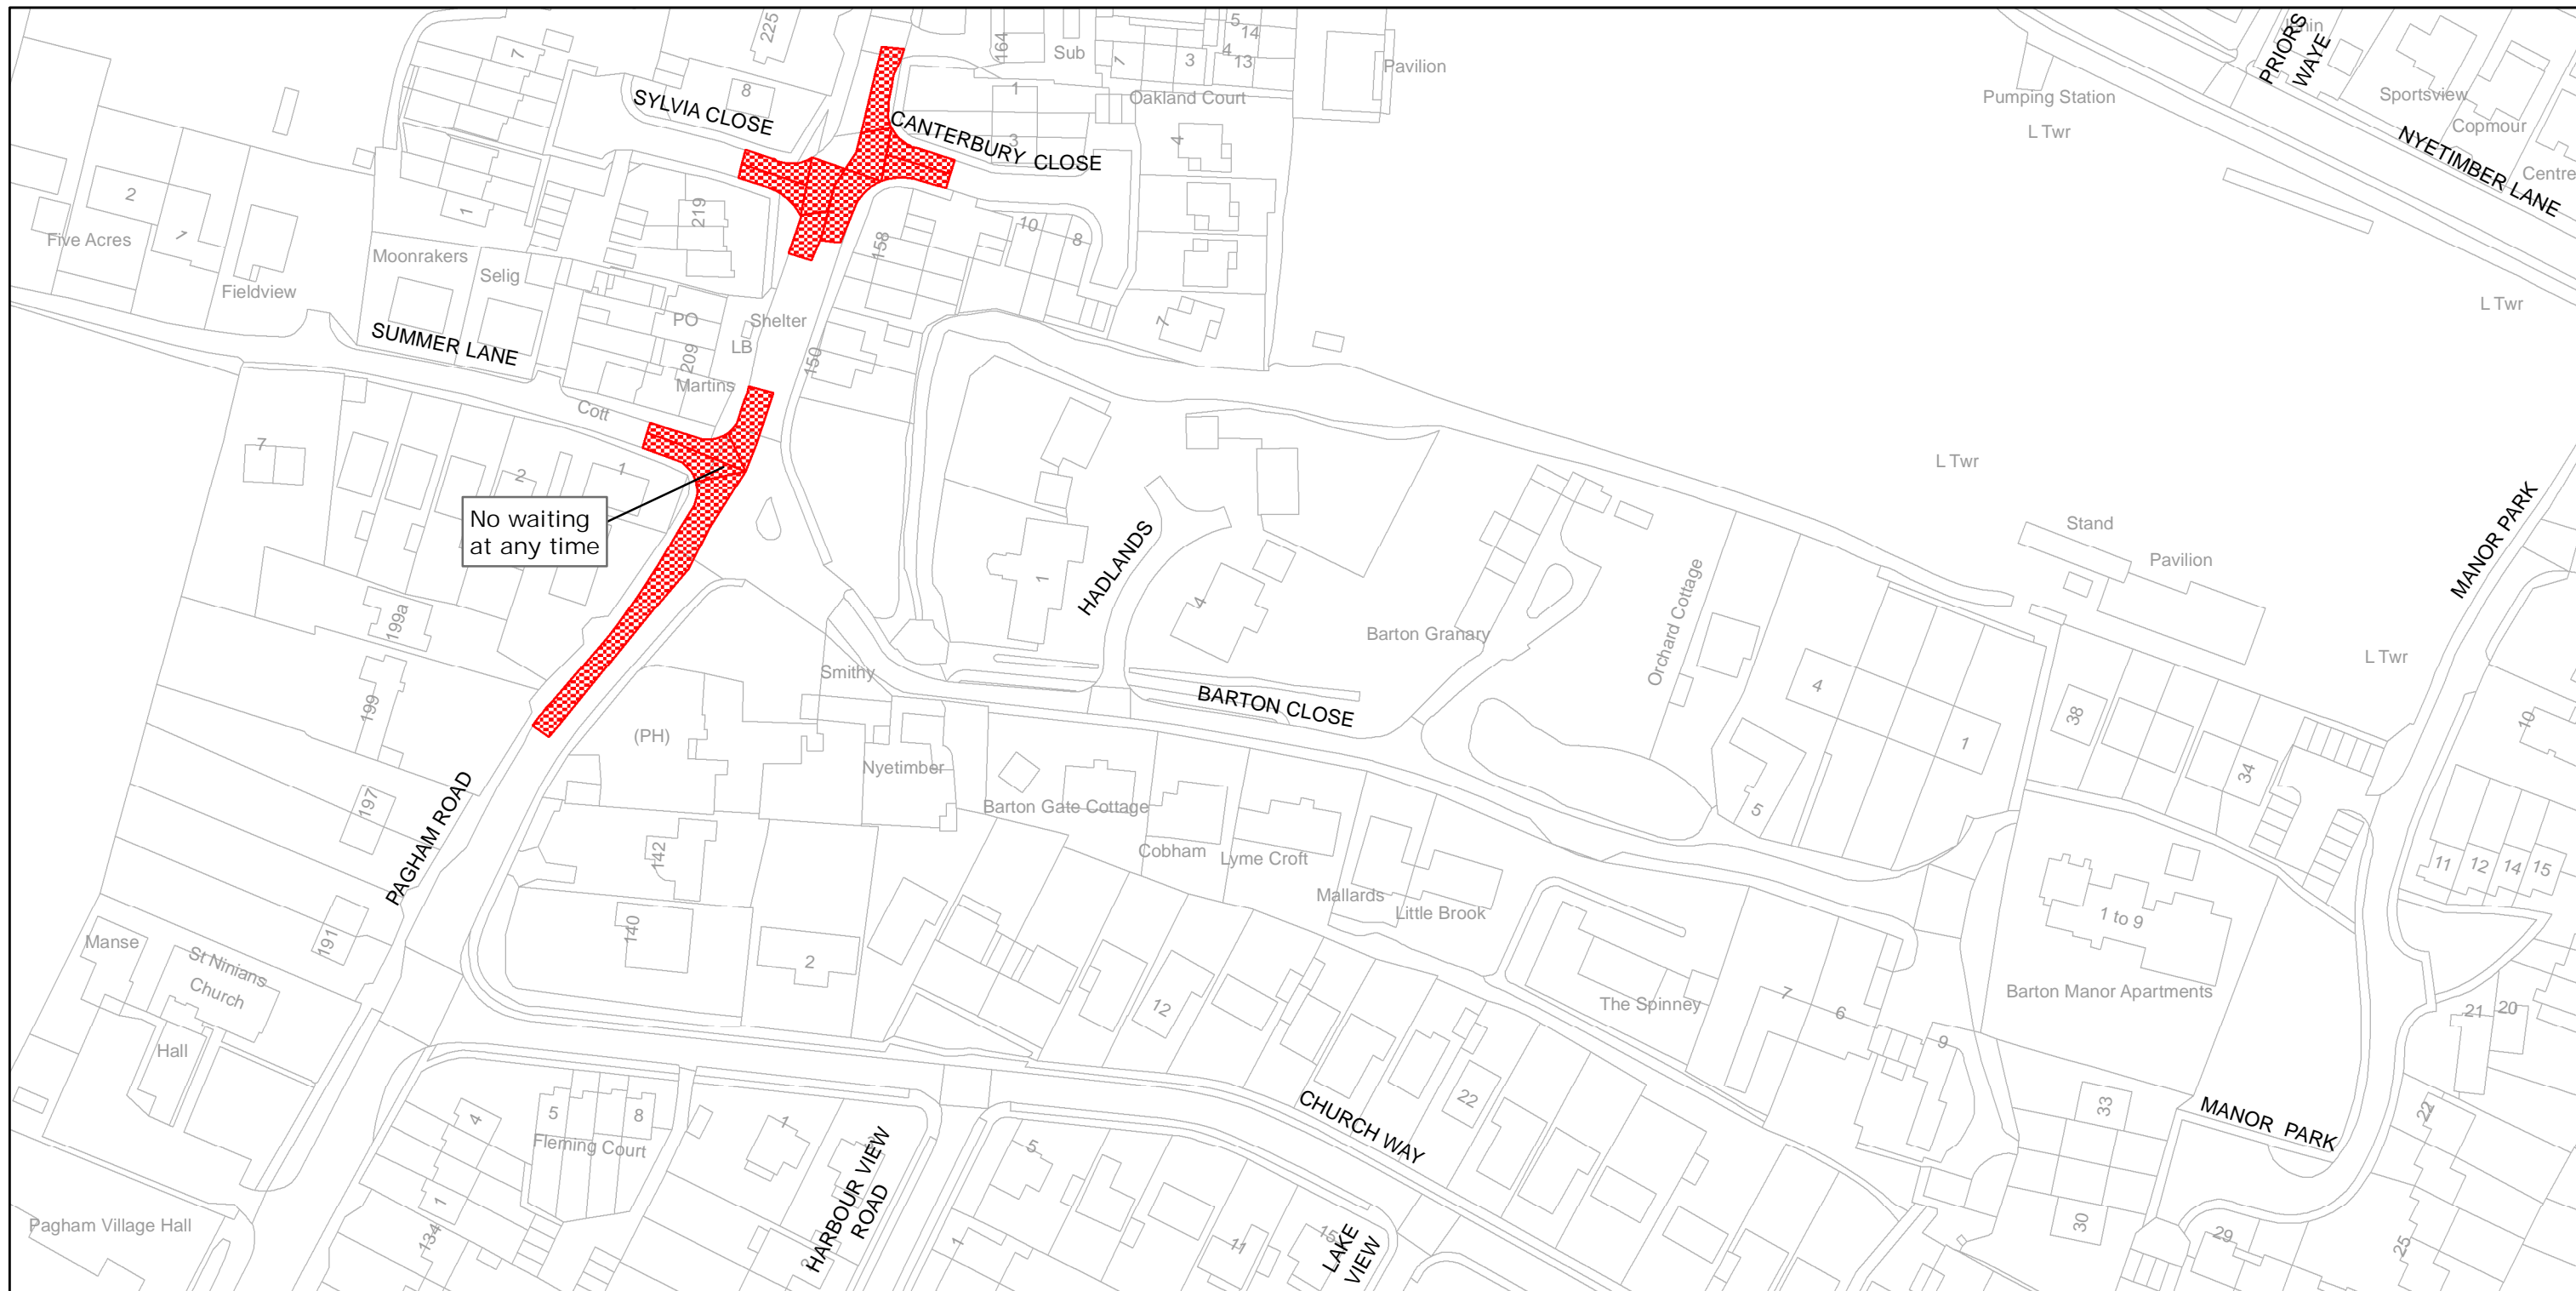 225
7
164
Sub
5
14
4
13
7
3
Pavilion
PRIORS
WAYE
SYLVIA CLOSE
8
1
3
Oakland Court
Pumping Station
L Twr
Sportsview
Copmour
NYETIMBER LANE
Centre
CANTERBURY CLOSE
4
2
1
Five Acres
Fieldview
1
219
Moonrakers
Selig
158
10
8
7
L Twr
SUMMER LANE
PO
Shelter
LB
209
150
Martins
Cott
7
2
1
No waiting
at any time
L Twr
Stand
Pavilion
MANOR PARK
HADLANDS
1
4
Barton Granary
Orchard Cottage
199a
199
Smithy
L Twr
BARTON CLOSE
4
1
38
34
10
(PH)
Nyetimber
197
PAGHAM ROAD
Barton Gate Cottage
Cobham
Lyme Croft
5
142
Mallards
Little Brook
11
12
14
15
191
140
2
1 to 9
Manse
St Ninians
Church
Hall
12
The Spinney
7
6
9
Barton Manor Apartments
21
20
22
CHURCH WAY
33
MANOR PARK
22
4
5
8
Fleming Court
1
HARBOUR VIEW
ROAD
5
1
134
Pagham Village Hall
2
1
11
15
LAKE
VIEW
30
29
25